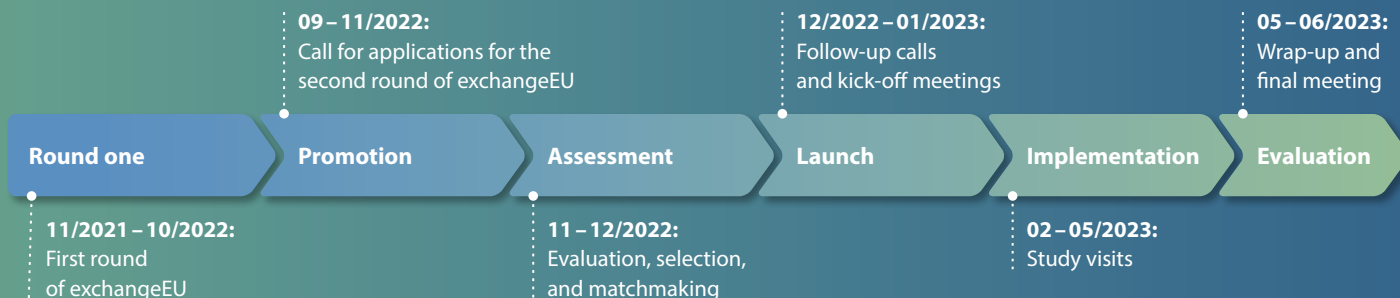 09 – 11/2022:
Call for applications for the
second round of exchangeEU
12/2022 – 01/2023:
Follow-up calls
and kick-off meetings
05 – 06/2023:
Wrap-up and
final meeting
Round one
Promotion
Assessment
Launch
Implementation
Evaluation
11/2021 – 10/2022:
First round
of exchangeEU
11 – 12/2022:
Evaluation, selection,
and matchmaking
02 – 05/2023:
Study visits